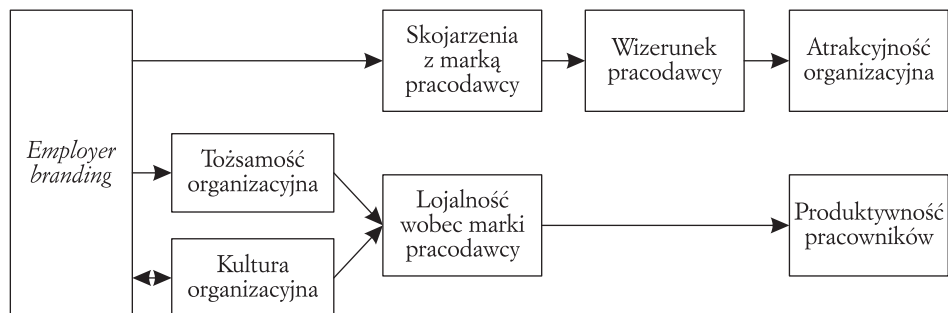 Employer
branding
Skojarzenia
z marką
pracodawcy
Wizerunek
pracodawcy
Atrakcyjność
organizacyjna
Tożsamość
organizacyjna
Kultura
organizacyjna
Lojalność
wobec marki
pracodawcy
Produktywność
pracowników